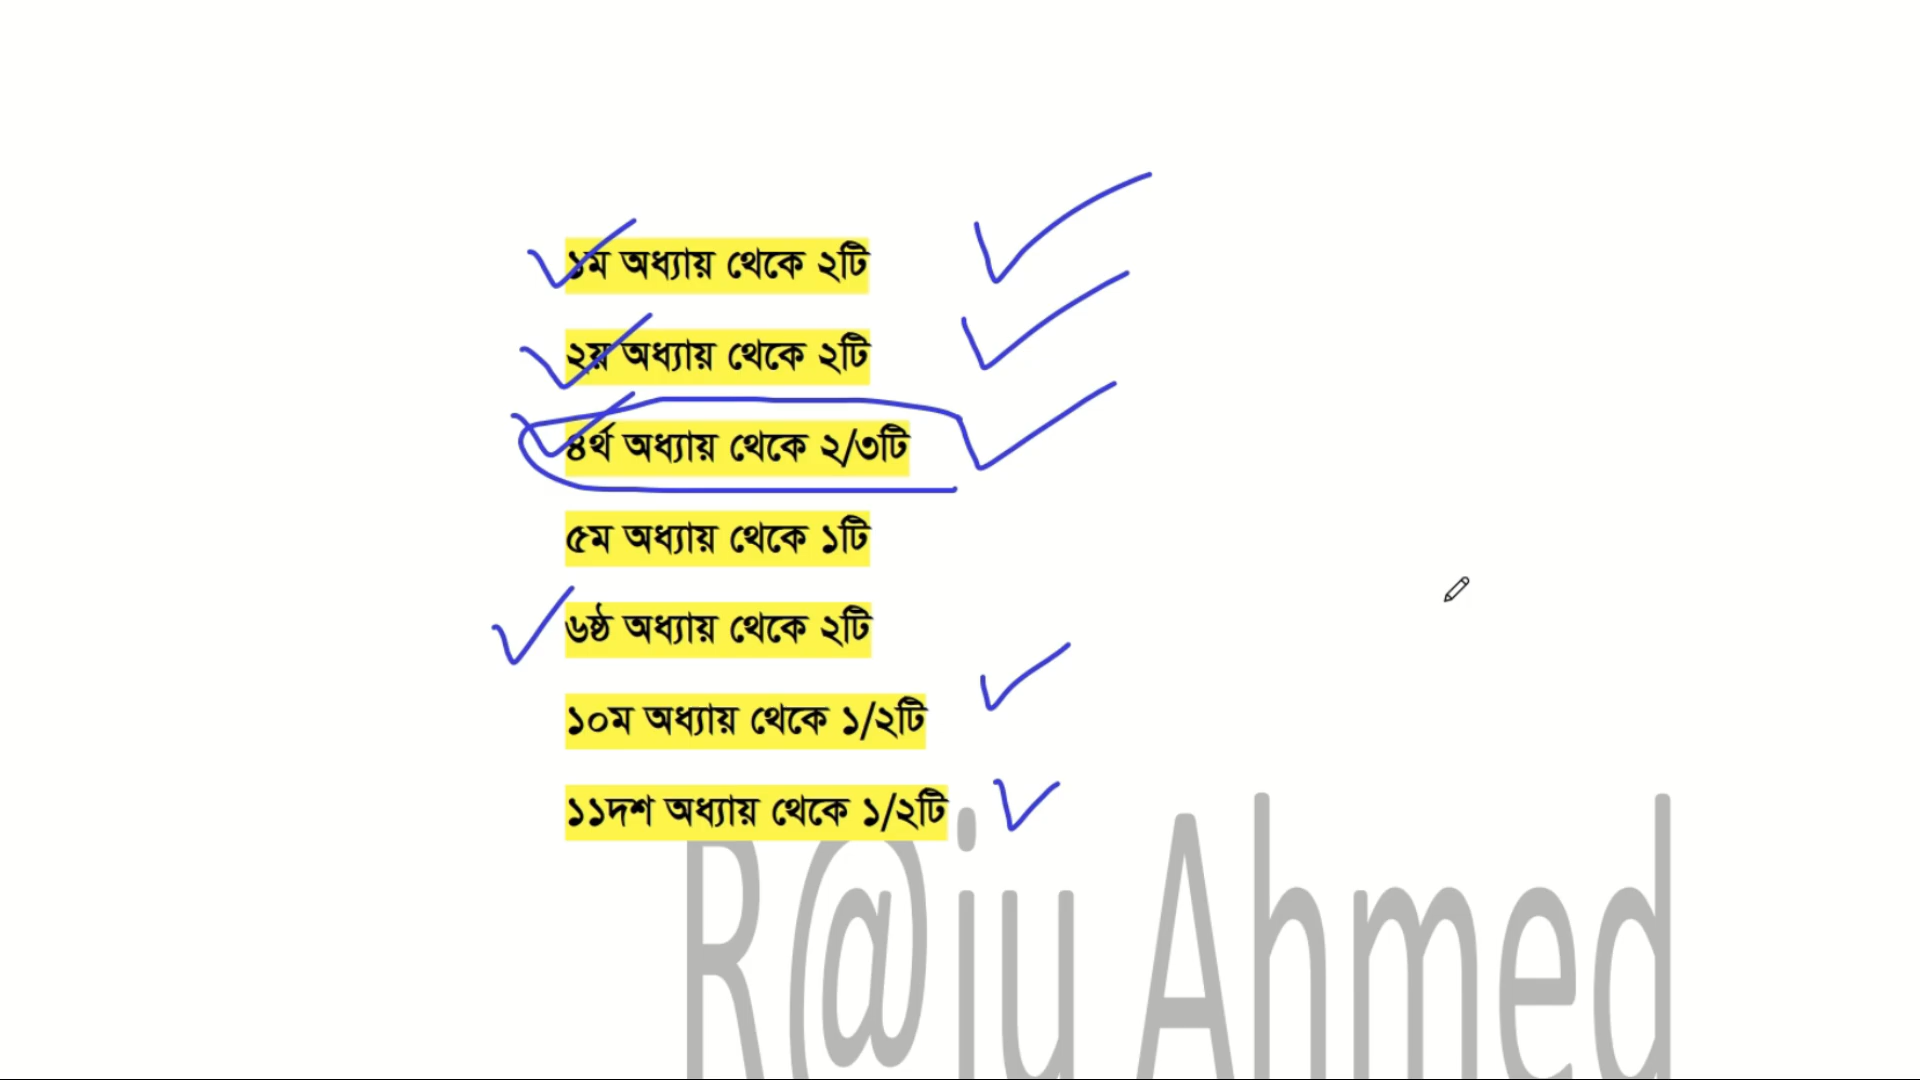 ১ম অধ্যায় থেকে ২টি
২য় অধ্যায় থেকে ২টি
৪র্থ অধ্যায় থেকে ২/৩টি
৫ম অধ্যায় থেকে ১টি
৬ষ্ঠ অধ্যায় থেকে ২টি
১০ম অধ্যায় থেকে ১/২টি
১১দশ অধ্যায় থেকে ১/২টি
R@ju Ahmed